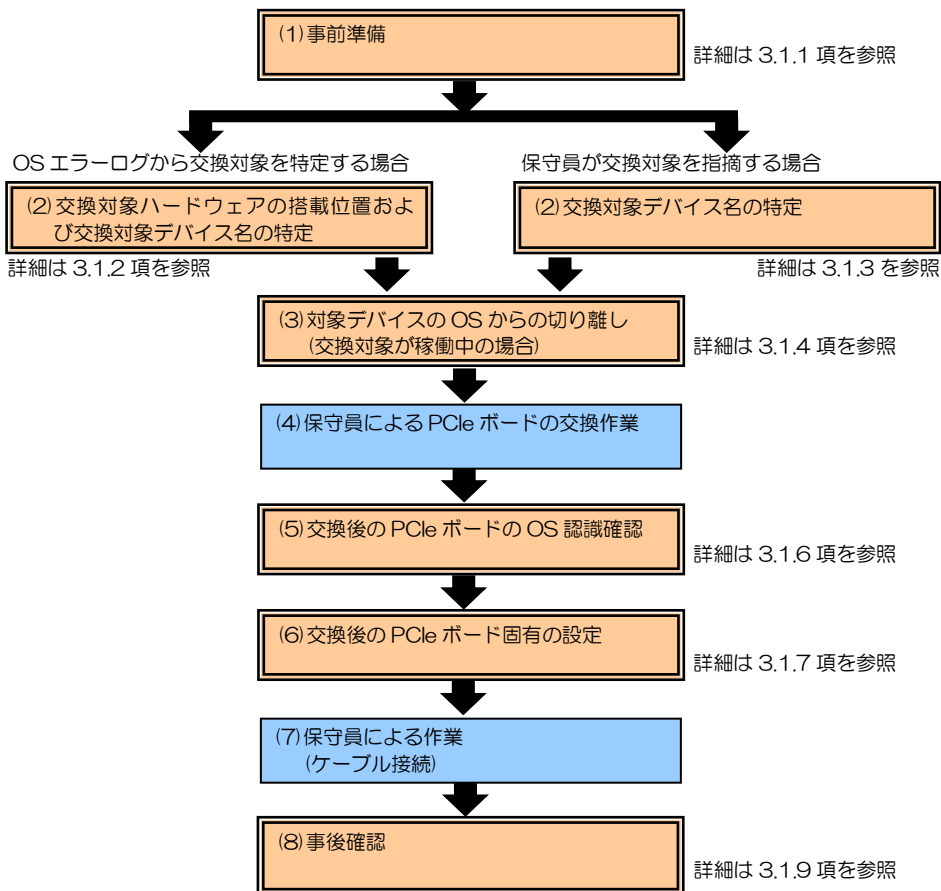 (1)事前準備
詳細は 3.1.1 項を参照
OS エラーログから交換対象を特定する場合
(2)交換対象ハードウェアの搭載位置およ
び交換対象デバイス名の特定
詳細は 3.1.2 項を参照
保守員が交換対象を指摘する場合
(2)交換対象デバイス名の特定
詳細は 3.1.3 を参照
(3)対象デバイスの OS からの切り離し
(交換対象が稼働中の場合)
詳細は 3.1.4 項を参照
(4)保守員による PCIe ボードの交換作業
(5)交換後の PCIe ボードの OS 認識確認
詳細は 3.1.6 項を参照
(6)交換後の PCIe ボード固有の設定
詳細は 3.1.7 項を参照
(7)保守員による作業
(ケーブル接続)
(8)事後確認
詳細は 3.1.9 項を参照